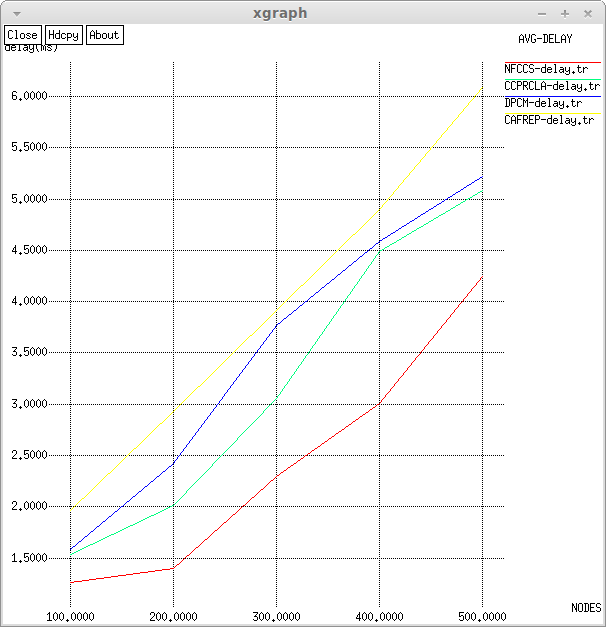 xgraph
Close Hdcpy About
delay(ms)
AVG-DELAY
NFCCS-delay.tr
CCPRCLA-delay.tr
DPCM-delay.tr
CAFREP-delay.tr
6.0000
5.5000
5.0000
4.5000
4.0000
3.5000
3.0000
2.5000
2.0000
1.5000
NODES
100.0000 200.0000 300.0000 400.0000 500.0000